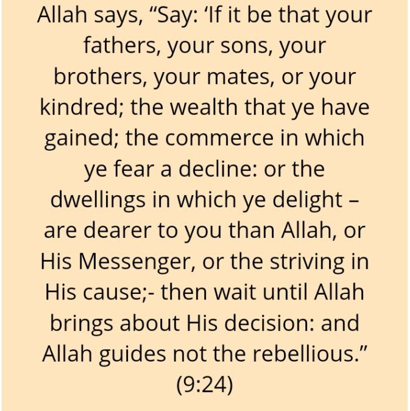 Allah says, “Say: ‘If it be that your
fathers, your sons, your
brothers, your mates, or your
kindred; the wealth that ye have
gained; the commerce in which
ye fear a decline: or the
dwellings in which ye delight –
are dearer to you than Allah, or
His Messenger, or the striving in
His cause;- then wait until Allah
brings about His decision: and
Allah guides not the rebellious.”
(9:24)